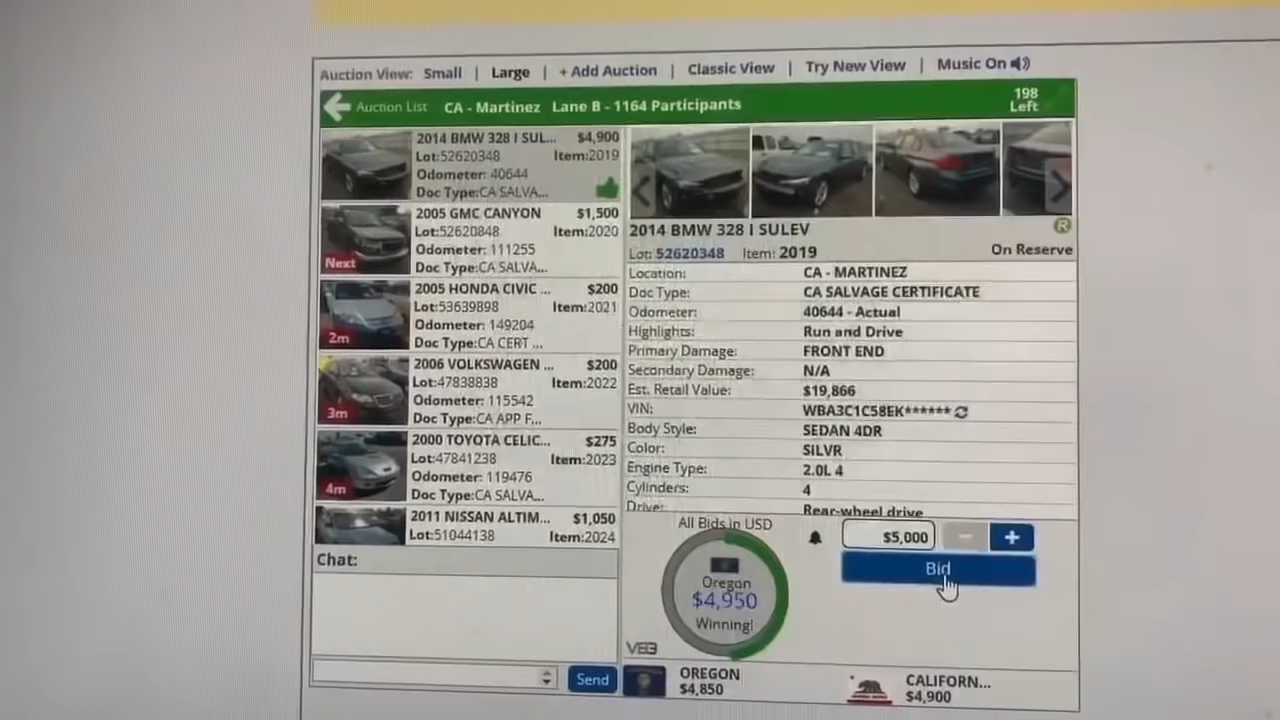 Auction View: Small | Large | + Add Auction | Classic View | Try New View | Music On
Auction List CA - Martinez Lane B - 1164 Participants
198
Left
2014 BMW 328 I SUL... $4,900
Lot:52620348 Item:2019
Odometer: 40644
Doc Type:CA SALVA...
2005 GMC CANYON $1,500
Lot:52620848 Item:2020
Odometer: 111255
Doc Type:CA SALVA...
Next
2005 HONDA CIVIC ... $200
Lot:53639898 Item:2021
Odometer: 149204
Doc Type:CA CERT ...
2m
2006 VOLKSWAGEN ... $200
Lot:47838838 Item:2022
Odometer: 115542
Doc Type:CA APP F...
3m
2000 TOYOTA CELIC... $275
Lot:47841238 Item:2023
Odometer: 119476
Doc Type:CA SALVA...
4m
2011 NISSAN ALTIM... $1,050
Lot:51044138 Item:2024
Chat:
Send
2014 BMW 328 I SULEV
R
Lot: 52620348 Item: 2019 On Reserve
Location: CA - MARTINEZ
Doc Type: CA SALVAGE CERTIFICATE
Odometer: 40644 - Actual
Highlights: Run and Drive
Primary Damage: FRONT END
Secondary Damage: N/A
Est. Retail Value: $19,866
VIN: WBA3C1C58EK******
Body Style: SEDAN 4DR
Color: SILVR
Engine Type: 2.0L 4
Cylinders: 4
Drive: Rear-wheel drive
All Bids in USD
Oregon
$4,950
Winning!
$5,000 - +
Bid
VB3
OREGON
$4,850
CALIFORN...
$4,900